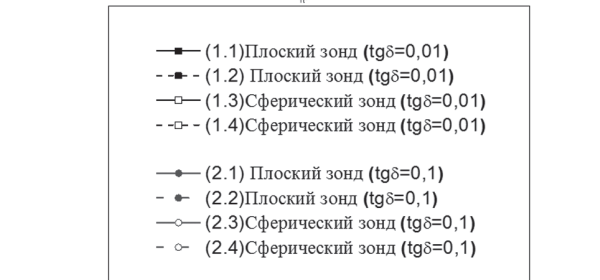 (1.1)Плоский зонд (tgδ=0,01)
(1.2) Плоский зонд (tgδ=0,01)
(1.3)Сферический зонд (tgδ=0,01)
(1.4)Сферический зонд (tgδ=0,01)
(2.1) Плоский зонд (tgδ=0,1)
(2.2)Плоский зонд (tgδ=0,1)
(2.3)Сферический зонд (tgδ=0,1)
(2.4)Сферический зонд (tgδ=0,1)